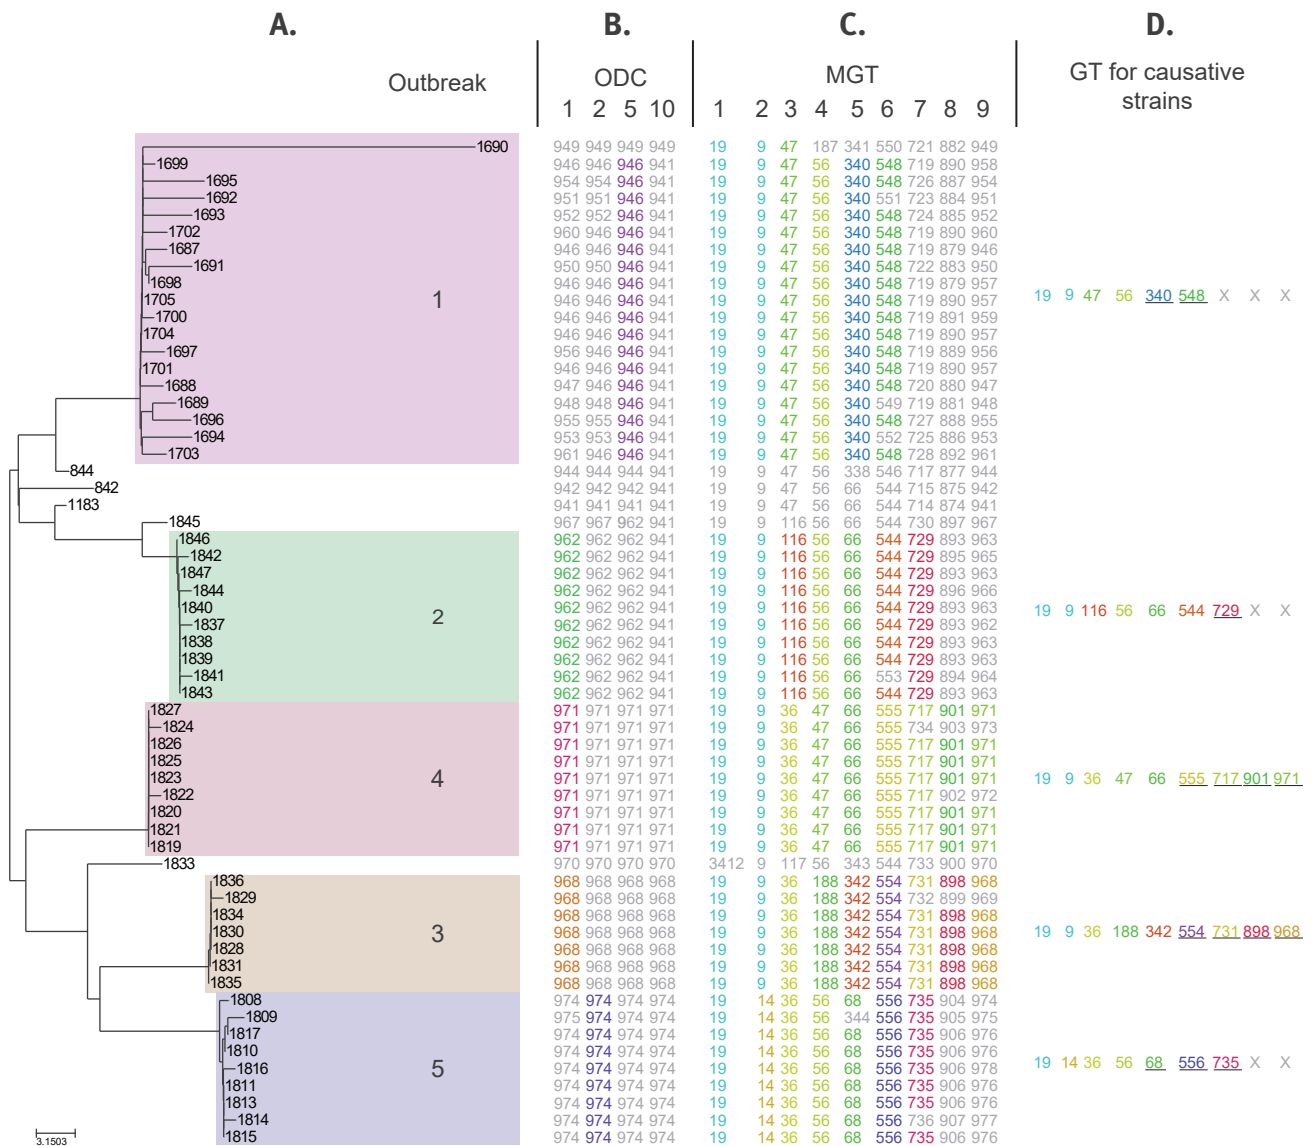 A. B. C. D.
Outbreak ODC MGT GT for causative strains
1 2 5 10 1 2 3 4 5 6 7 8 9
1690 949 949 949 949 19 9 47 187 341 550 721 882 949
1699 946 946 946 941 19 9 47 56 340 548 719 890 958
1695 954 954 946 941 19 9 47 56 340 548 726 887 954
1692 951 951 946 941 19 9 47 56 340 551 723 884 951
1693 952 952 946 941 19 9 47 56 340 548 724 885 952
1702 960 946 946 941 19 9 47 56 340 548 719 890 960
1687 946 946 946 941 19 9 47 56 340 548 719 879 946
1691 950 950 946 941 19 9 47 56 340 548 722 883 950
1698 946 946 946 941 19 9 47 56 340 548 719 879 957
1705 1 946 946 946 941 19 9 47 56 340 548 719 890 957 19 9 47 56 340 548 X X X
1700 946 946 946 941 19 9 47 56 340 548 719 891 959
1704 946 946 946 941 19 9 47 56 340 548 719 890 957
1697 956 946 946 941 19 9 47 56 340 548 719 889 956
1701 946 946 946 941 19 9 47 56 340 548 719 890 957
1688 947 946 946 941 19 9 47 56 340 548 720 880 947
1689 948 948 946 941 19 9 47 56 340 549 719 881 948
1696 955 955 946 941 19 9 47 56 340 548 727 888 955
1694 953 953 946 941 19 9 47 56 340 552 725 886 953
1703 961 946 946 941 19 9 47 56 340 548 728 892 961
844 944 944 944 941 19 9 47 56 338 546 717 877 944
842 942 942 942 941 19 9 47 56 66 544 715 875 942
1183 941 941 941 941 19 9 47 56 66 544 714 874 941
1845 967 967 962 941 19 9 116 56 66 544 730 897 967
1846 962 962 962 941 19 9 116 56 66 544 729 893 963
1842 962 962 962 941 19 9 116 56 66 544 729 895 965
1847 962 962 962 941 19 9 116 56 66 544 729 893 963
1844 962 962 962 941 19 9 116 56 66 544 729 896 966
1840 2 962 962 962 941 19 9 116 56 66 544 729 893 963 19 9 116 56 66 544 729 X X
1837 962 962 962 941 19 9 116 56 66 544 729 893 962
1838 962 962 962 941 19 9 116 56 66 544 729 893 963
1839 962 962 962 941 19 9 116 56 66 544 729 893 963
1841 962 962 962 941 19 9 116 56 66 553 729 894 964
1843 962 962 962 941 19 9 116 56 66 544 729 893 963
1827 971 971 971 971 19 9 36 47 66 555 717 901 971
1824 971 971 971 971 19 9 36 47 66 555 734 903 973
1826 971 971 971 971 19 9 36 47 66 555 717 901 971
1825 971 971 971 971 19 9 36 47 66 555 717 901 971
1823 4 971 971 971 971 19 9 36 47 66 555 717 901 971 19 9 36 47 66 555 717 901 971
1822 971 971 971 971 19 9 36 47 66 555 717 902 972
1820 971 971 971 971 19 9 36 47 66 555 717 901 971
1821 971 971 971 971 19 9 36 47 66 555 717 901 971
1819 971 971 971 971 19 9 36 47 66 555 717 901 971
1833 970 970 970 970 3412 9 117 56 343 544 733 900 970
1836 968 968 968 968 19 9 36 188 342 554 731 898 968
1829 968 968 968 968 19 9 36 188 342 554 732 899 969
1834 968 968 968 968 19 9 36 188 342 554 731 898 968
1830 3 968 968 968 968 19 9 36 188 342 554 731 898 968 19 9 36 188 342 554 731 898 968
1828 968 968 968 968 19 9 36 188 342 554 731 898 968
1831 968 968 968 968 19 9 36 188 342 554 731 898 968
1835 968 968 968 968 19 9 36 188 342 554 731 898 968
1808 974 974 974 974 19 14 36 56 68 556 735 904 974
1809 975 974 974 974 19 14 36 56 344 556 735 905 975
1817 974 974 974 974 19 14 36 56 68 556 735 906 976
1810 974 974 974 974 19 14 36 56 68 556 735 906 976
1816 5 974 974 974 974 19 14 36 56 68 556 735 906 978 19 14 36 56 68 556 735 X X
1811 974 974 974 974 19 14 36 56 68 556 735 906 976
1813 974 974 974 974 19 14 36 56 68 556 735 906 976
1814 974 974 974 974 19 14 36 56 68 556 736 907 977
1815 974 974 974 974 19 14 36 56 68 556 735 906 976
3.1503